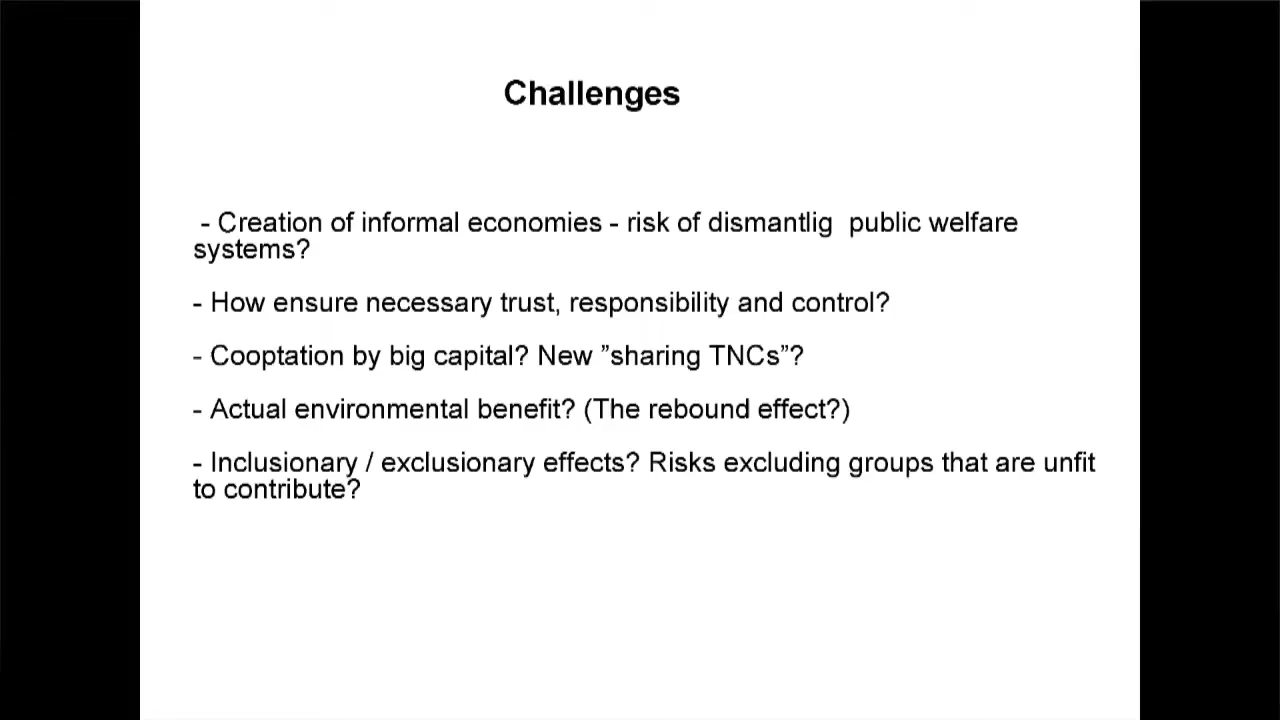 Challenges
- Creation of informal economies - risk of dismantlig  public welfare
systems?
- How ensure necessary trust, responsibility and control?
- Cooptation by big capital? New ”sharing TNCs”?
- Actual environmental benefit? (The rebound effect?)
- Inclusionary / exclusionary effects? Risks excluding groups that are unfit
to contribute?